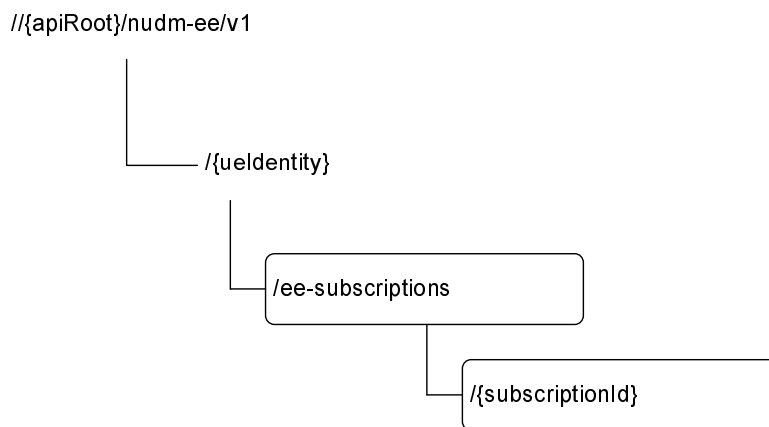 //{apiRoot}/nudm-ee/v1
/{ueIdentity}
/ee-subscriptions
/{subscriptionId}